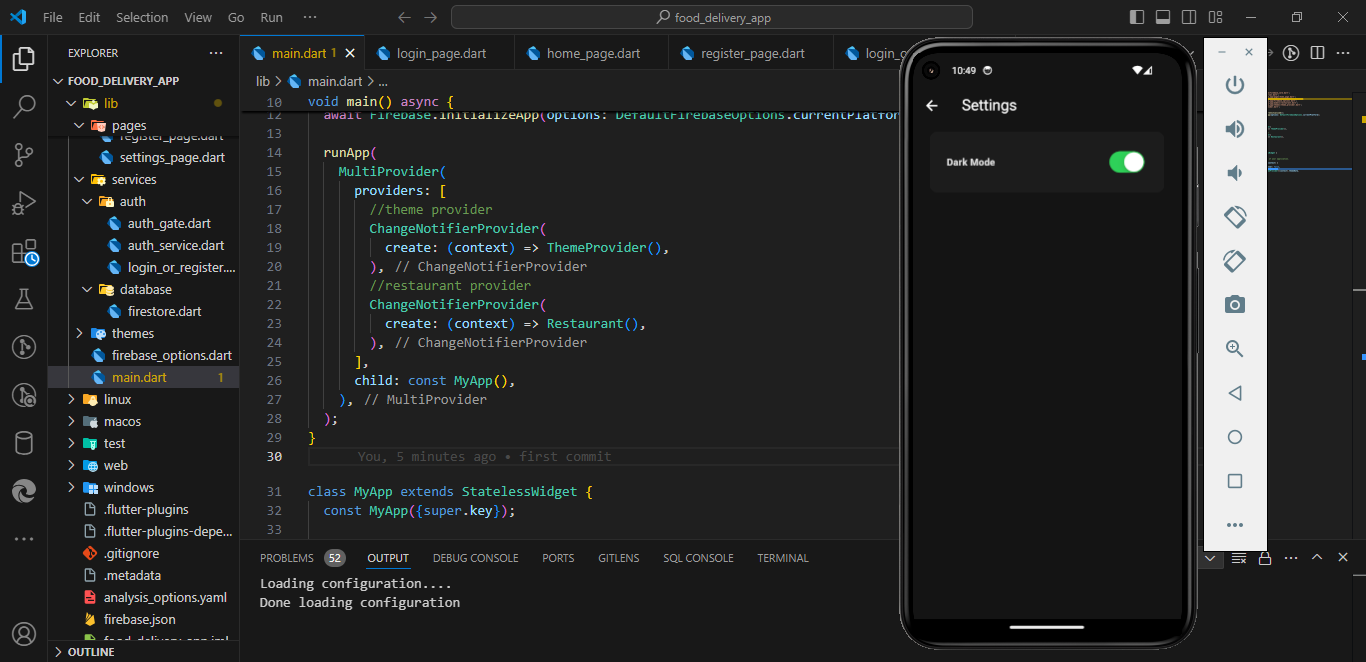 File Edit Selection View Go Run ··· food_delivery_app
EXPLORER ···
FOOD_DELIVERY_APP
lib
pages
register_page.dart
settings_page.dart
services
auth
auth_gate.dart
auth_service.dart
login_or_register....
database
firestore.dart
themes
firebase_options.dart
main.dart 1
linux
macos
test
web
windows
.flutter-plugins
.flutter-plugins-depe...
.gitignore
.metadata
analysis_options.yaml
firebase.json
food_delivery_app.iml
OUTLINE
main.dart 1 login_page.dart home_page.dart register_page.dart login_o
lib > main.dart > ...
10 void main() async {
12 await Firebase.initializeApp(options: DefaultFirebaseOptions.currentPlatfor
13
14 runApp(
15 MultiProvider(
16 providers: [
17 //theme provider
18 ChangeNotifierProvider(
19 create: (context) => ThemeProvider(),
20 ), // ChangeNotifierProvider
21 //restaurant provider
22 ChangeNotifierProvider(
23 create: (context) => Restaurant(),
24 ), // ChangeNotifierProvider
25 ],
26 child: const MyApp(),
27 ), // MultiProvider
28 );
29 }
30 You, 5 minutes ago • first commit
31 class MyApp extends StatelessWidget {
32 const MyApp({super.key});
33
PROBLEMS 52 OUTPUT DEBUG CONSOLE PORTS GITLENS SQL CONSOLE TERMINAL
Loading configuration....
Done loading configuration
10:49
Settings
Dark Mode